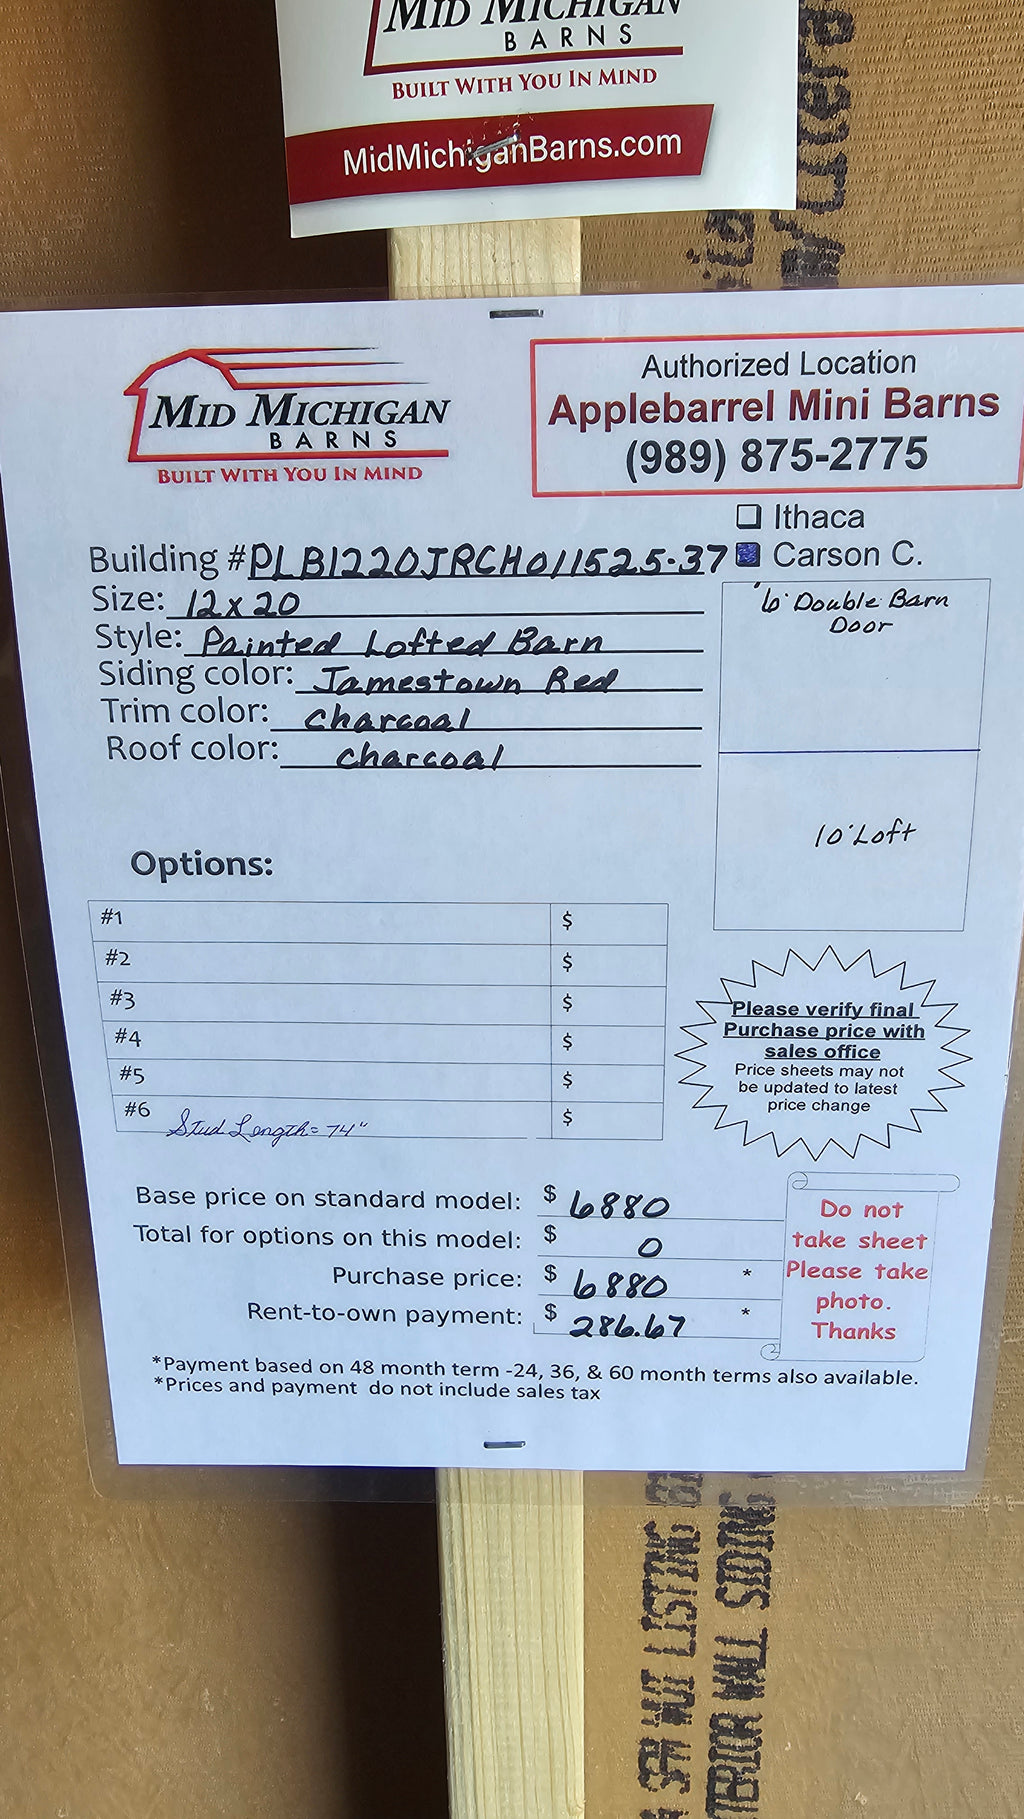 MID MICHIGAN
BARNS
BUILT WITH YOU IN MIND
MidMichiganBarns.com
MID MICHIGAN
BARNS
BUILT WITH YOU IN MIND
Authorized Location
Applebarrel Mini Barns
(989) 875-2775
Ithaca
Carson C.
Building #PLB1220JRCH011525-37
Size: 12x20
Style: Painted Lofted Barn
Siding color: Jamestown Red
Trim color: Charcoal
Roof color: Charcoal
6' Double Barn
Door
10' Loft
Options:
#1 $
#2 $
#3 $
#4 $
#5 $
#6 Stud Length = 74" $
Please verify final
Purchase price with
sales office
Price sheets may not
be updated to latest
price change
Base price on standard model: $ 6880
Total for options on this model: $ 0
Purchase price: $ 6880 *
Rent-to-own payment: $ 286.67 *
Do not
take sheet
Please take
photo.
Thanks
*Payment based on 48 month term -24, 36, & 60 month terms also available.
*Prices and payment do not include sales tax
SEE MILL LISTING
WALL SIDING